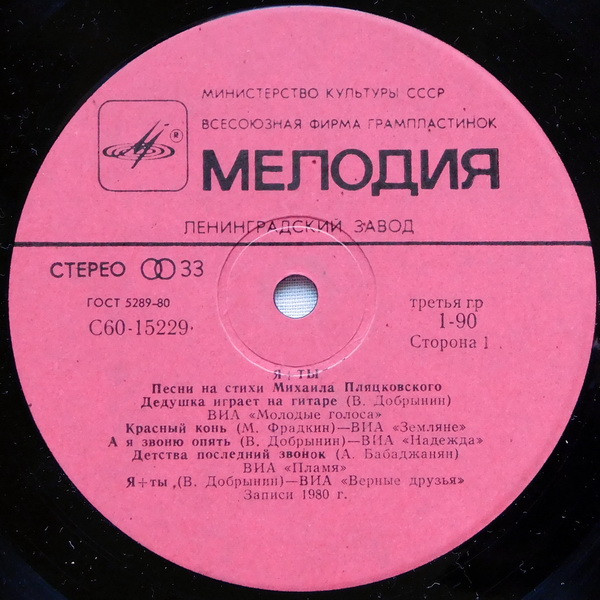 МИНИСТЕРСТВО КУЛЬТУРЫ СССР
ВСЕСОЮЗНАЯ ФИРМА ГРАМПЛАСТИНОК
®
МЕЛОДИЯ
ЛЕНИНГРАДСКИЙ ЗАВОД
СТЕРЕО 33
ГОСТ 5289-80
С60-15229
третья гр
1-90
Сторона 1
Я+ТЫ
Песни на стихи Михаила Пляцковского
Дедушка играет на гитаре (В. Добрынин)
ВИА «Молодые голоса»
Красный конь (М. Фрадкин)—ВИА «Земляне»
А я звоню опять (В. Добрынин)—ВИА «Надежда»
Детства последний звонок (А. Бабаджанян)
ВИА «Пламя»
Я+ты (В. Добрынин)—ВИА «Верные друзья»
Записи 1980 г.